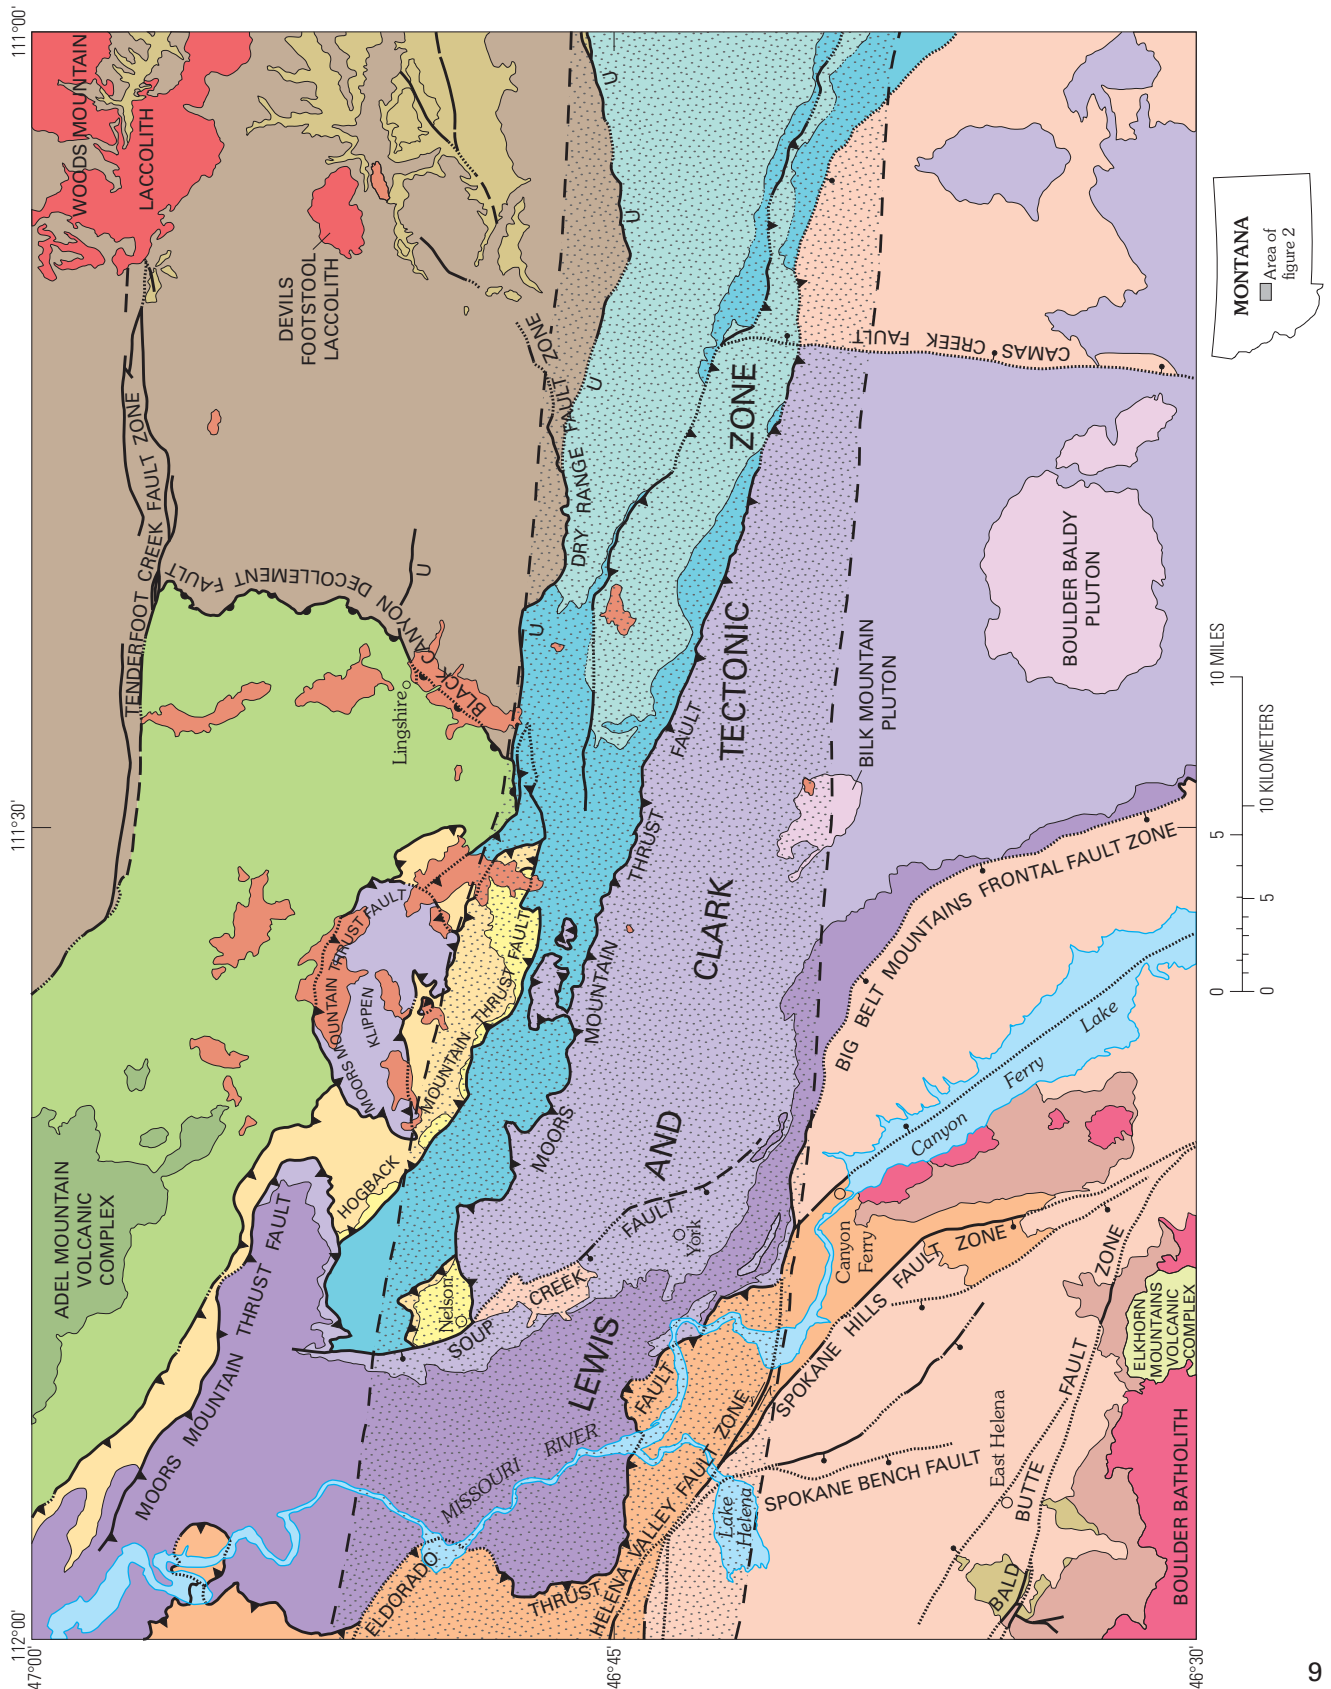 112°00'
111°30'
111°00'
47°00'
46°45'
46°30'
ADEL MOUNTAIN
VOLCANIC
COMPLEX
WOODS MOUNTAIN
LACCOLITH
DEVILS
FOOTSTOOL
LACCOLITH
TENDERFOOT CREEK FAULT ZONE
BLACK CANYON DECOLLEMENT FAULT
Lingshire
U
DRY RANGE FAULT ZONE
U
U
U
U
MOORS MOUNTAIN THRUST FAULT
MOORS MOUNTAIN THRUST FAULT
KLIPPEN
HOGBACK MOUNTAIN THRUST FAULT
MOORS MOUNTAIN THRUST FAULT
LEWIS AND CLARK TECTONIC ZONE
Nelson
SOUP CREEK FAULT
York
MISSOURI RIVER
ELDORADO THRUST FAULT
HELENA VALLEY FAULT ZONE
Lake
Helena
SPOKANE HILLS FAULT ZONE
SPOKANE BENCH FAULT
Canyon
Ferry
Canyon Ferry Lake
BIG BELT MOUNTAINS FRONTAL FAULT ZONE
BILK MOUNTAIN
PLUTON
BOULDER BALDY
PLUTON
CAMAS CREEK FAULT
East Helena
BALD BUTTE FAULT ZONE
BOULDER BATHOLITH
ELKHORN
MOUNTAINS
VOLCANIC
COMPLEX
0 5 10 MILES
0 5 10 KILOMETERS
MONTANA
Area of
figure 2
9